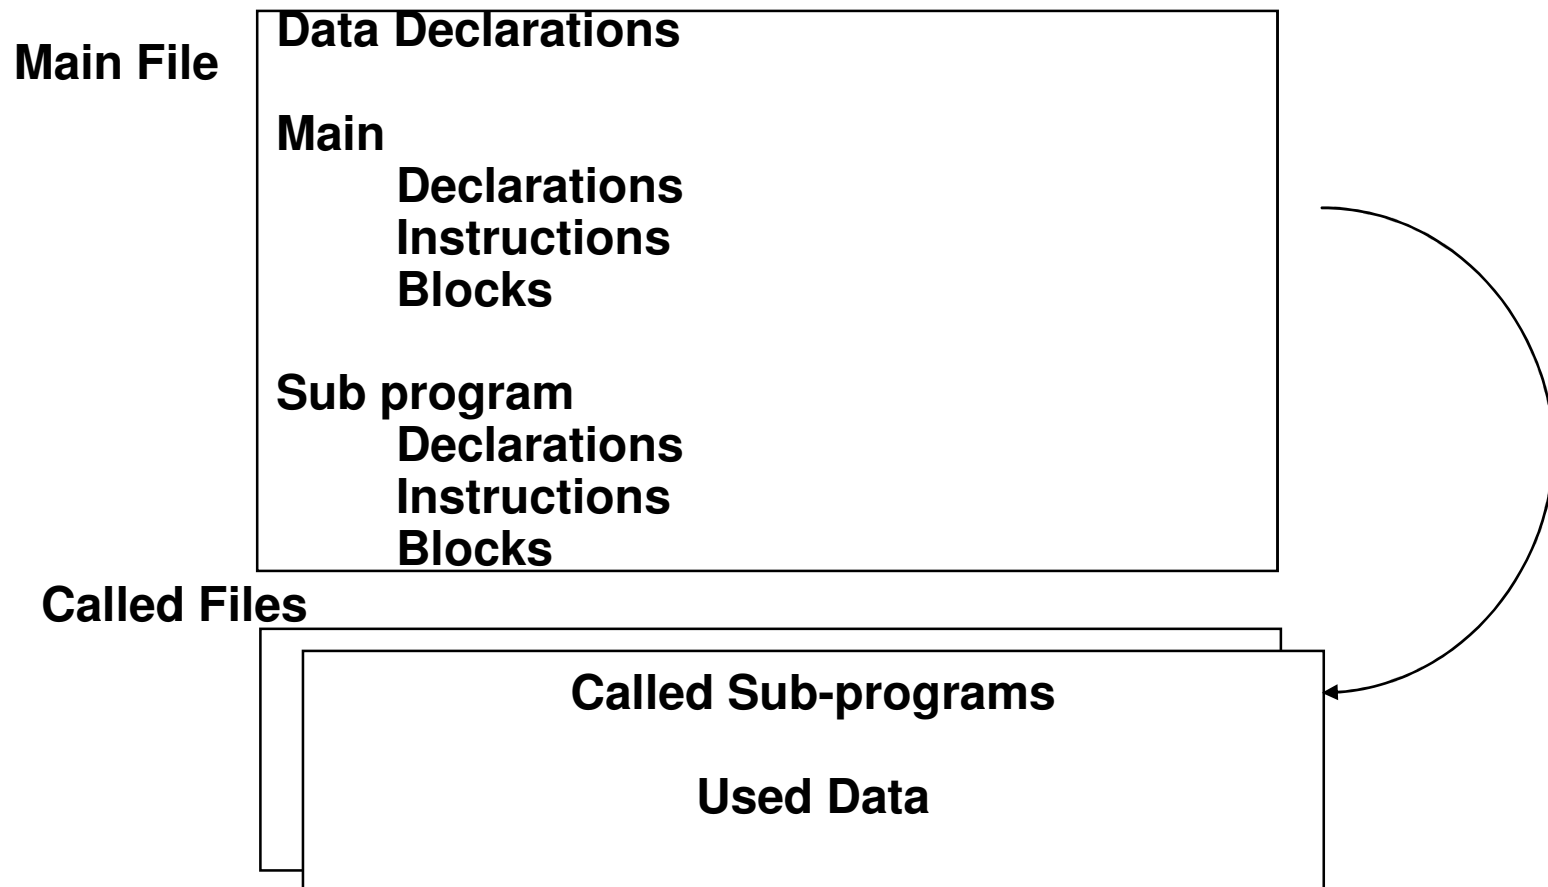 Main File
Data Declarations
Main
Declarations
Instructions
Blocks
Sub program
Declarations
Instructions
Blocks
Called Files
Called Sub-programs
Used Data